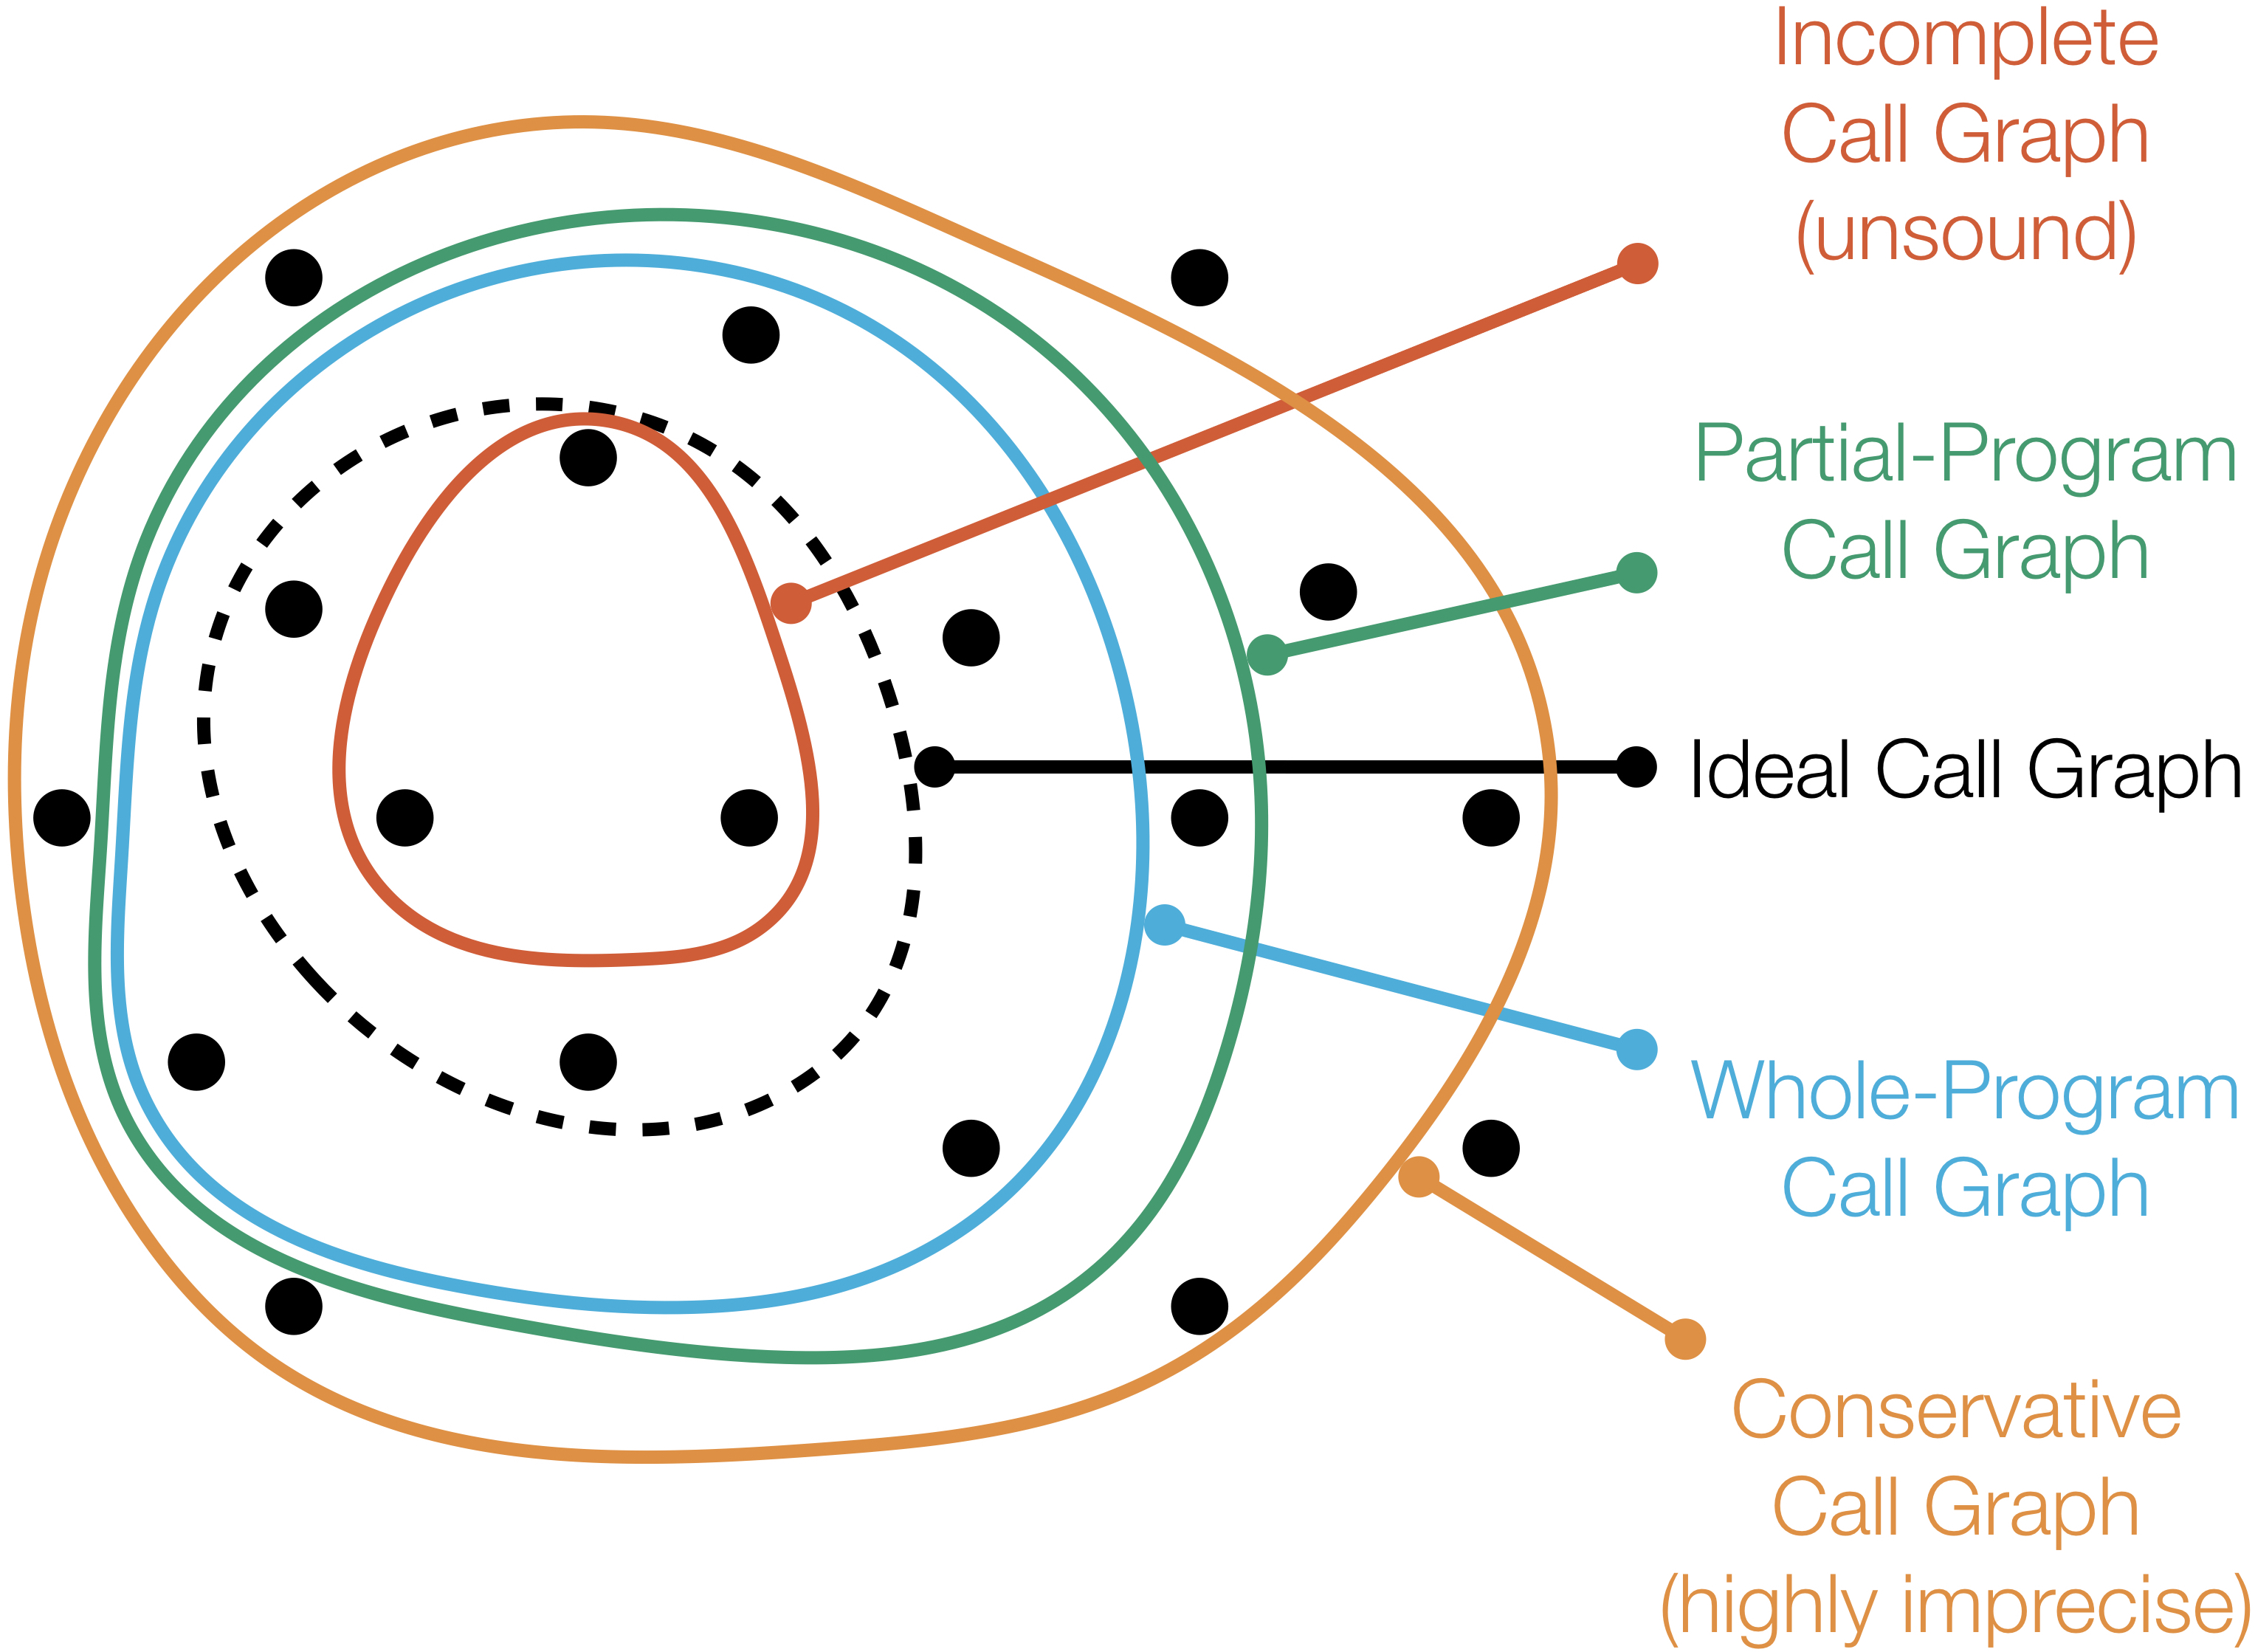 Incomplete
Call Graph
(unsound)
Partial-Program
Call Graph
Ideal Call Graph
Whole-Program
Call Graph
Conservative
Call Graph
(highly imprecise)